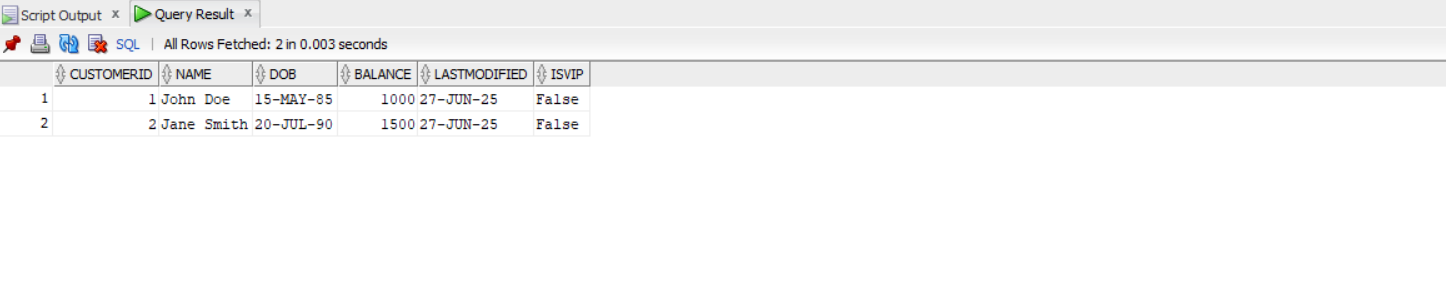 Script Output x Query Result x
SQL | All Rows Fetched: 2 in 0.003 seconds
CUSTOMERID NAME DOB BALANCE LASTMODIFIED ISVIP
1 1 John Doe 15-MAY-85 1000 27-JUN-25 False
2 2 Jane Smith 20-JUL-90 1500 27-JUN-25 False